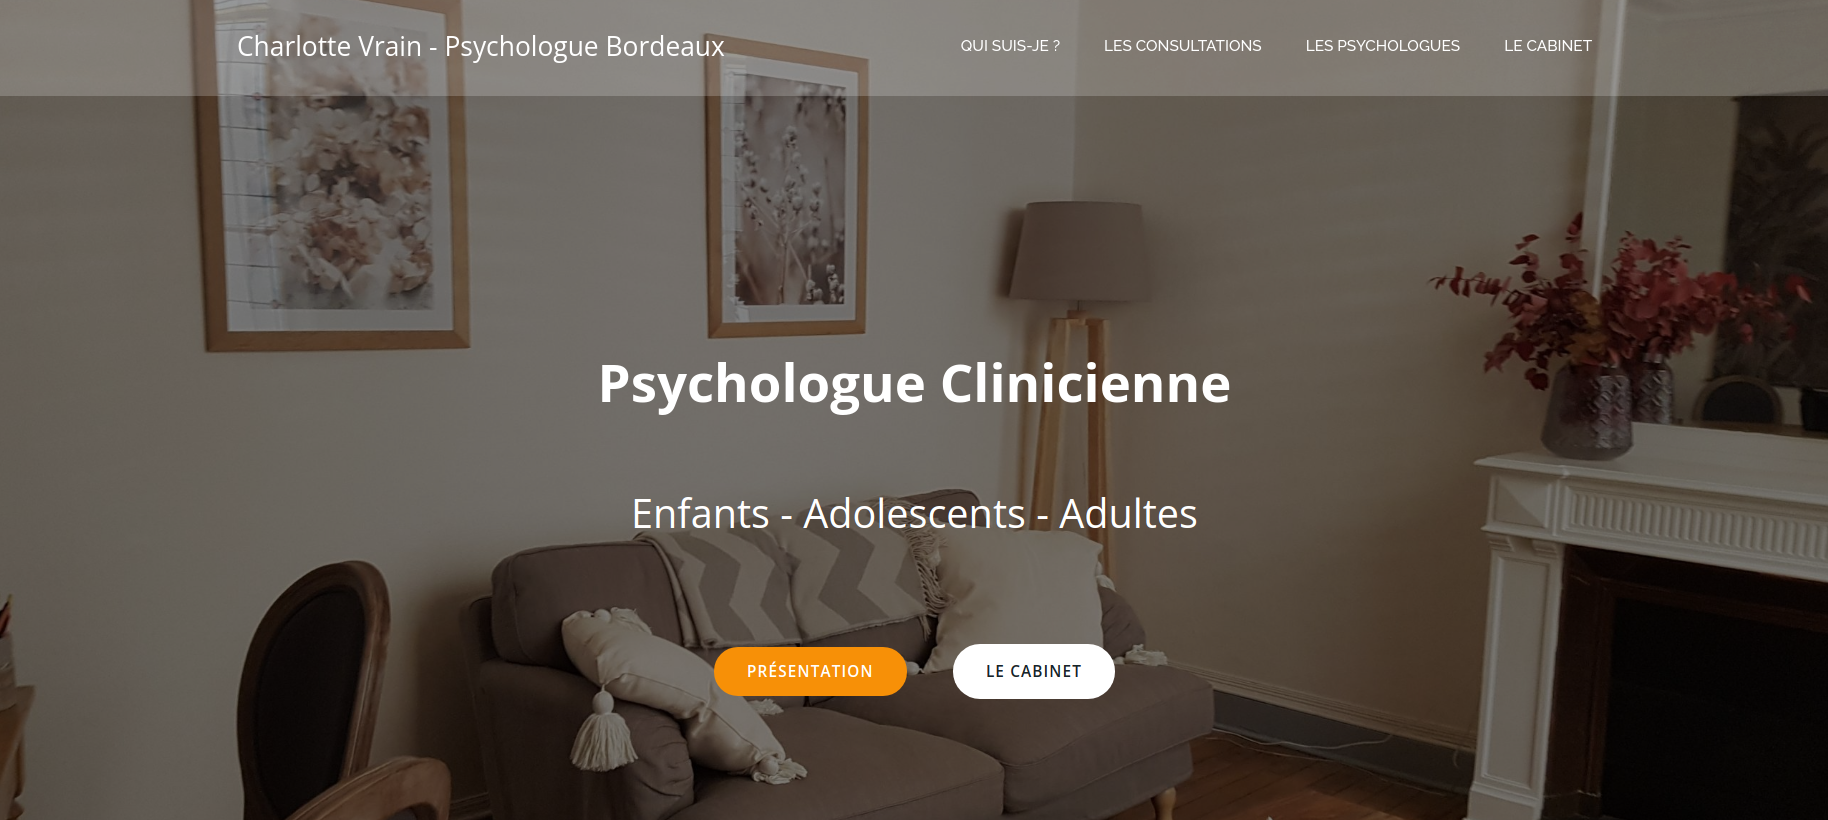 Charlotte Vrain - Psychologue Bordeaux
QUI SUIS-JE ? LES CONSULTATIONS LES PSYCHOLOGUES LE CABINET
Psychologue Clinicienne
Enfants - Adolescents - Adultes
PRÉSENTATION LE CABINET